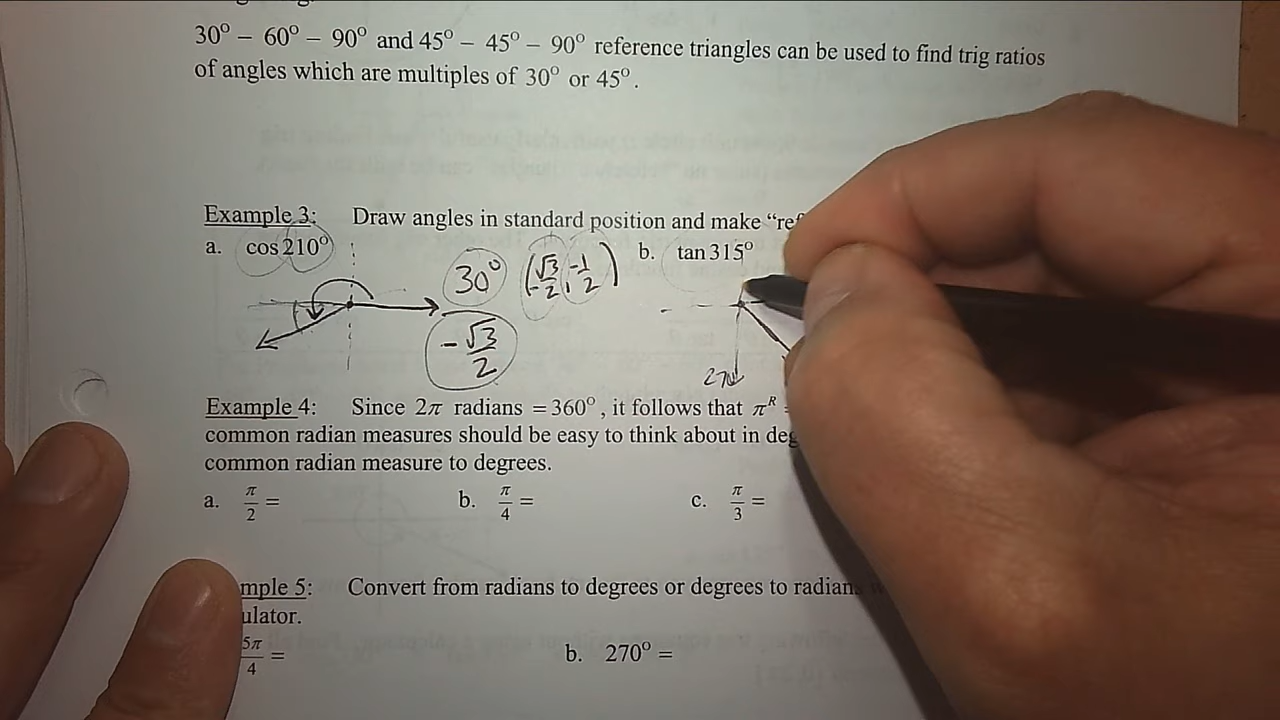 30° – 60° – 90° and 45° – 45° – 90° reference triangles can be used to find trig ratios
of angles which are multiples of 30° or 45°.
Example 3: Draw angles in standard position and make “ref
a. cos 210° 30° (-√3/2, -1/2) b. tan 315°
-√3/2
270
Example 4: Since 2π radians = 360°, it follows that π^R =
common radian measures should be easy to think about in deg
common radian measure to degrees.
a. π/2 = b. π/4 = c. π/3 =
mple 5: Convert from radians to degrees or degrees to radian
ulator.
5π/4 = b. 270° =